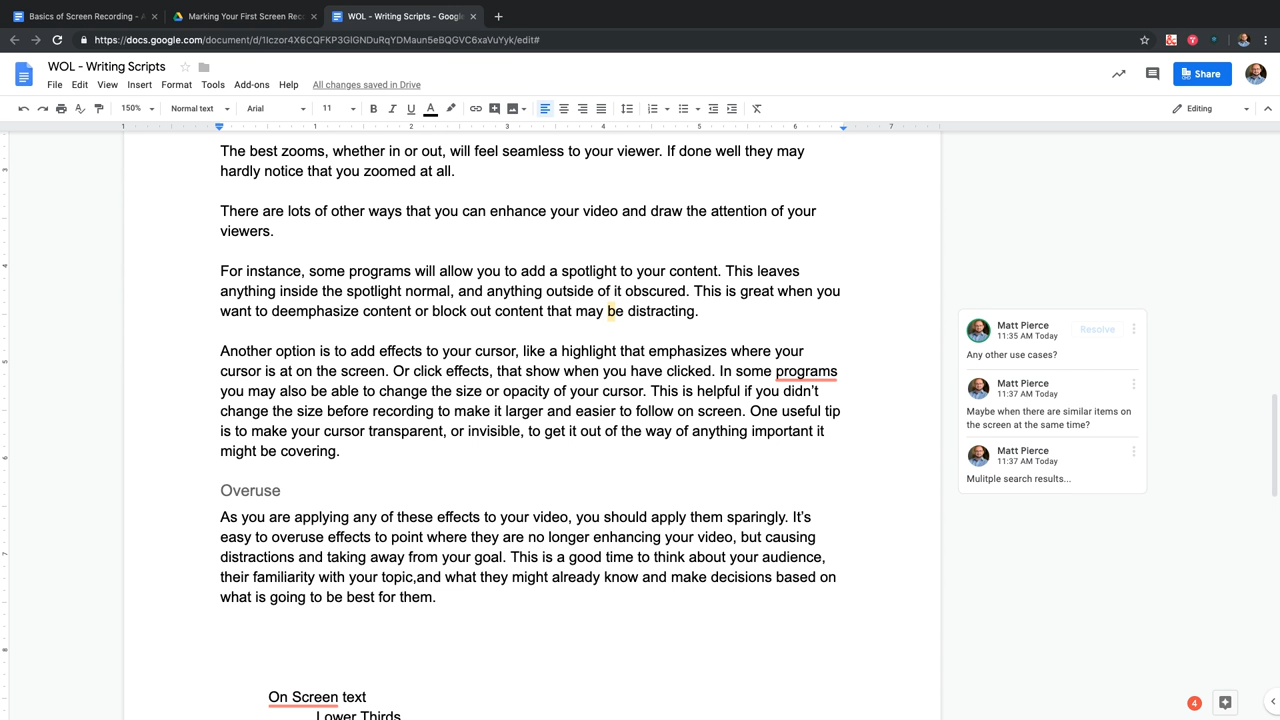 Basics of Screen Recording - A
Marking Your First Screen Rec
WOL - Writing Scripts - Google
https://docs.google.com/document/d/1Iczor4X6CQFKP3GlGNDuRqYDMaun5eBQGVC6xaVuYyk/edit#
WOL - Writing Scripts
File Edit View Insert Format Tools Add-ons Help All changes saved in Drive
Share
150% Normal text Arial 11 B I U A Editing
1 1 2 3 4 5 6 7
The best zooms, whether in or out, will feel seamless to your viewer. If done well they may
hardly notice that you zoomed at all.
There are lots of other ways that you can enhance your video and draw the attention of your
viewers.
For instance, some programs will allow you to add a spotlight to your content. This leaves
anything inside the spotlight normal, and anything outside of it obscured. This is great when you
want to deemphasize content or block out content that may be distracting.
Another option is to add effects to your cursor, like a highlight that emphasizes where your
cursor is at on the screen. Or click effects, that show when you have clicked. In some programs
you may also be able to change the size or opacity of your cursor. This is helpful if you didn't
change the size before recording to make it larger and easier to follow on screen. One useful tip
is to make your cursor transparent, or invisible, to get it out of the way of anything important it
might be covering.
Overuse
As you are applying any of these effects to your video, you should apply them sparingly. It's
easy to overuse effects to point where they are no longer enhancing your video, but causing
distractions and taking away from your goal. This is a good time to think about your audience,
their familiarity with your topic,and what they might already know and make decisions based on
what is going to be best for them.
On Screen text
Lower Thirds
Matt Pierce
11:35 AM Today
Resolve
Any other use cases?
Matt Pierce
11:37 AM Today
Maybe when there are similar items on
the screen at the same time?
Matt Pierce
11:37 AM Today
Mulitple search results...
4